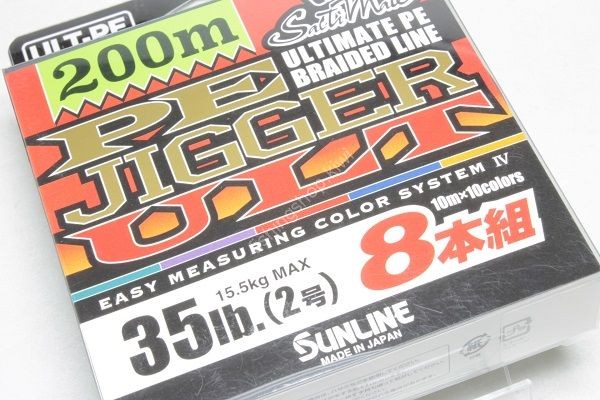 ULT-PE
200m
SaltiMate
ULTIMATE PE
BRAIDED LINE
PE
JIGGER
ULT
EASY MEASURING COLOR SYSTEM IV
10m×10colors
8本組
15.5kg MAX
35lb.(2号)
SUNLINE
MADE IN JAPAN